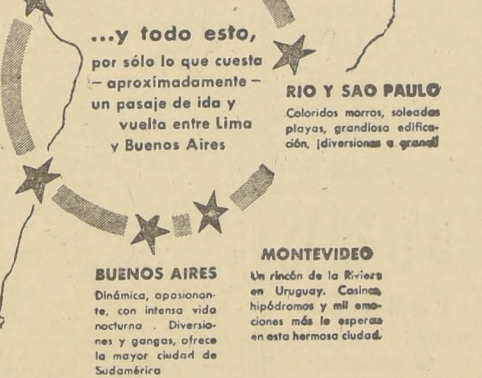 ...y todo esto,
por sólo lo que cuesta
— aproximadamente —
un pasaje de ida y
vuelta entre Lima
y Buenos Aires
RIO Y SAO PAULO
Coloridos morros, soleadas
playas, grandiosa edifica-
ción, ¡diversiones a granel!
BUENOS AIRES
Dinámica, apasionan-
te, con intensa vida
nocturna . Diversio-
nes y gangas, ofrece
la mayor ciudad de
Sudamérica
MONTEVIDEO
Un rincón de la Riviera
en Uruguay. Casinos,
hipódromos y mil emo-
ciones más le esperan
en esta hermosa ciudad.